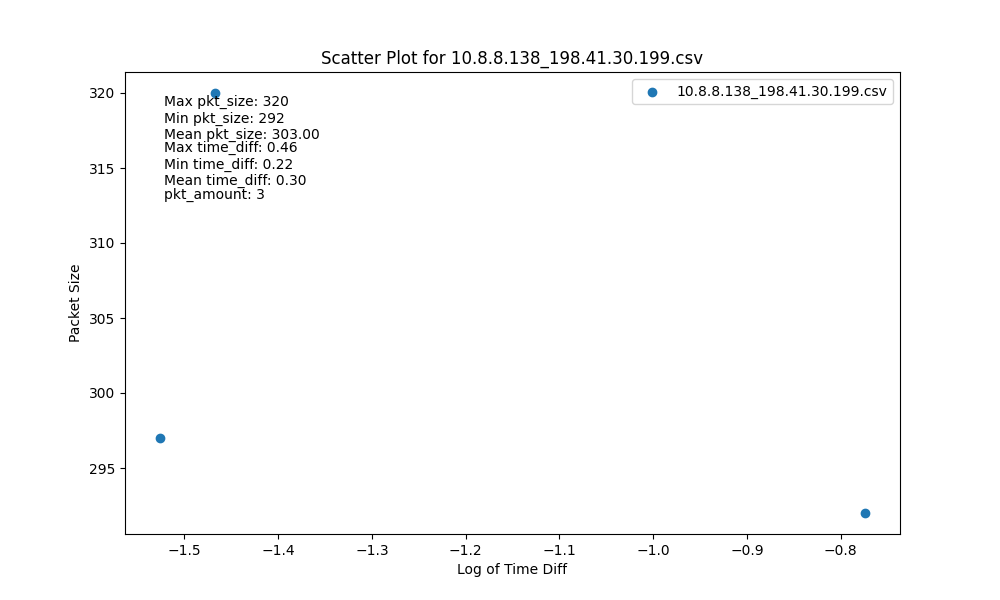 Scatter Plot for 10.8.8.138_198.41.30.199.csv
10.8.8.138_198.41.30.199.csv
Max pkt_size: 320
Min pkt_size: 292
Mean pkt_size: 303.00
Max time_diff: 0.46
Min time_diff: 0.22
Mean time_diff: 0.30
pkt_amount: 3
Packet Size
320
315
310
305
300
295
−1.5 −1.4 −1.3 −1.2 −1.1 −1.0 −0.9 −0.8
Log of Time Diff